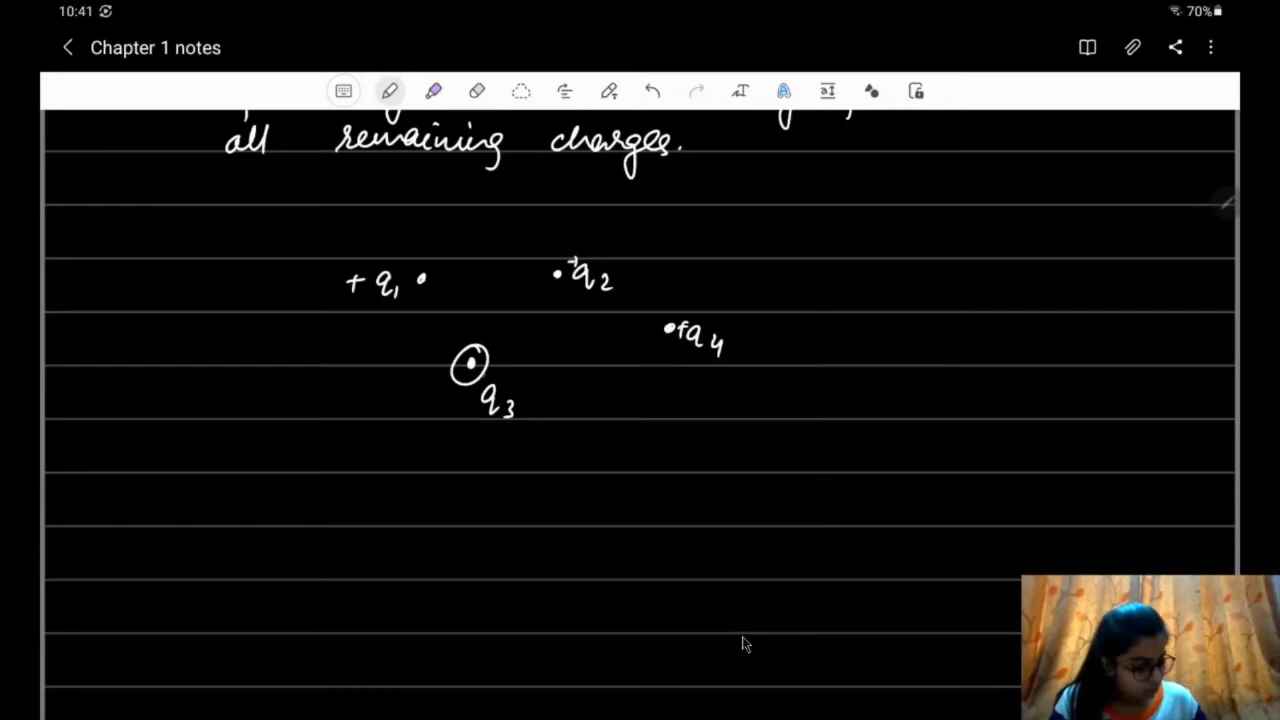 10:41
70%
Chapter 1 notes
all remaining charges.
+ q₁ • • +q₂
• +q₄
q₃